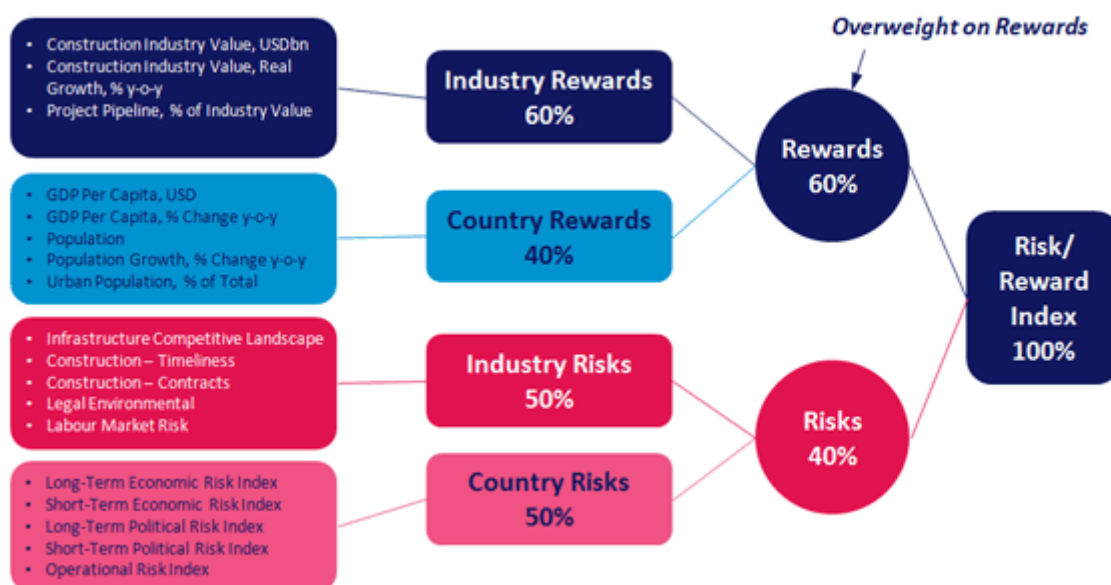 Overweight on Rewards
• Construction Industry Value, USDbn
• Construction Industry Value, Real
Growth, % y-o-y
• Project Pipeline, % of Industry Value
Industry Rewards
60%
Rewards
60%
• GDP Per Capita, USD
• GDP Per Capita, % Change y-o-y
• Population
• Population Growth, % Change y-o-y
• Urban Population, % of Total
Country Rewards
40%
Risk/
Reward
Index
100%
• Infrastructure Competitive Landscape
• Construction – Timeliness
• Construction – Contracts
• Legal Environmental
• Labour Market Risk
Industry Risks
50%
Risks
40%
• Long-Term Economic Risk Index
• Short-Term Economic Risk Index
• Long-Term Political Risk Index
• Short-Term Political Risk Index
• Operational Risk Index
Country Risks
50%